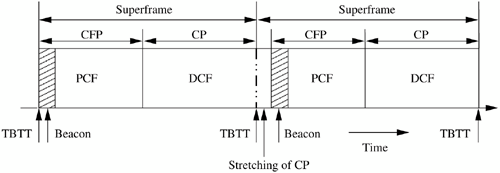 Superframe Superframe
CFP CP CFP CP
PCF DCF PCF DCF
TBTT Beacon TBTT Beacon Time TBTT
Stretching of CP